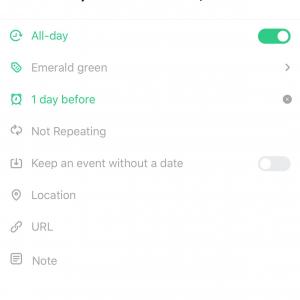 All-day
Emerald green
1 day before
Not Repeating
Keep an event without a date
Location
URL
Note